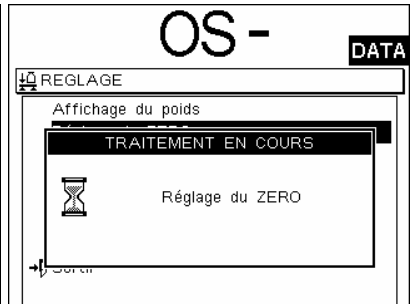 OS-
DATA
REGLAGE
Affichage du poids
TRAITEMENT EN COURS
Réglage du ZERO